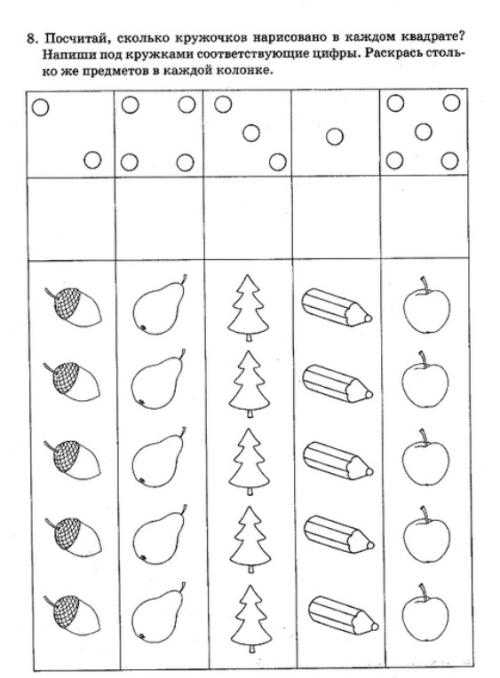 8. Посчитай, сколько кружочков нарисовано в каждом квадрате?
Напиши под кружками соответствующие цифры. Раскрась столь-
ко же предметов в каждой колонке.